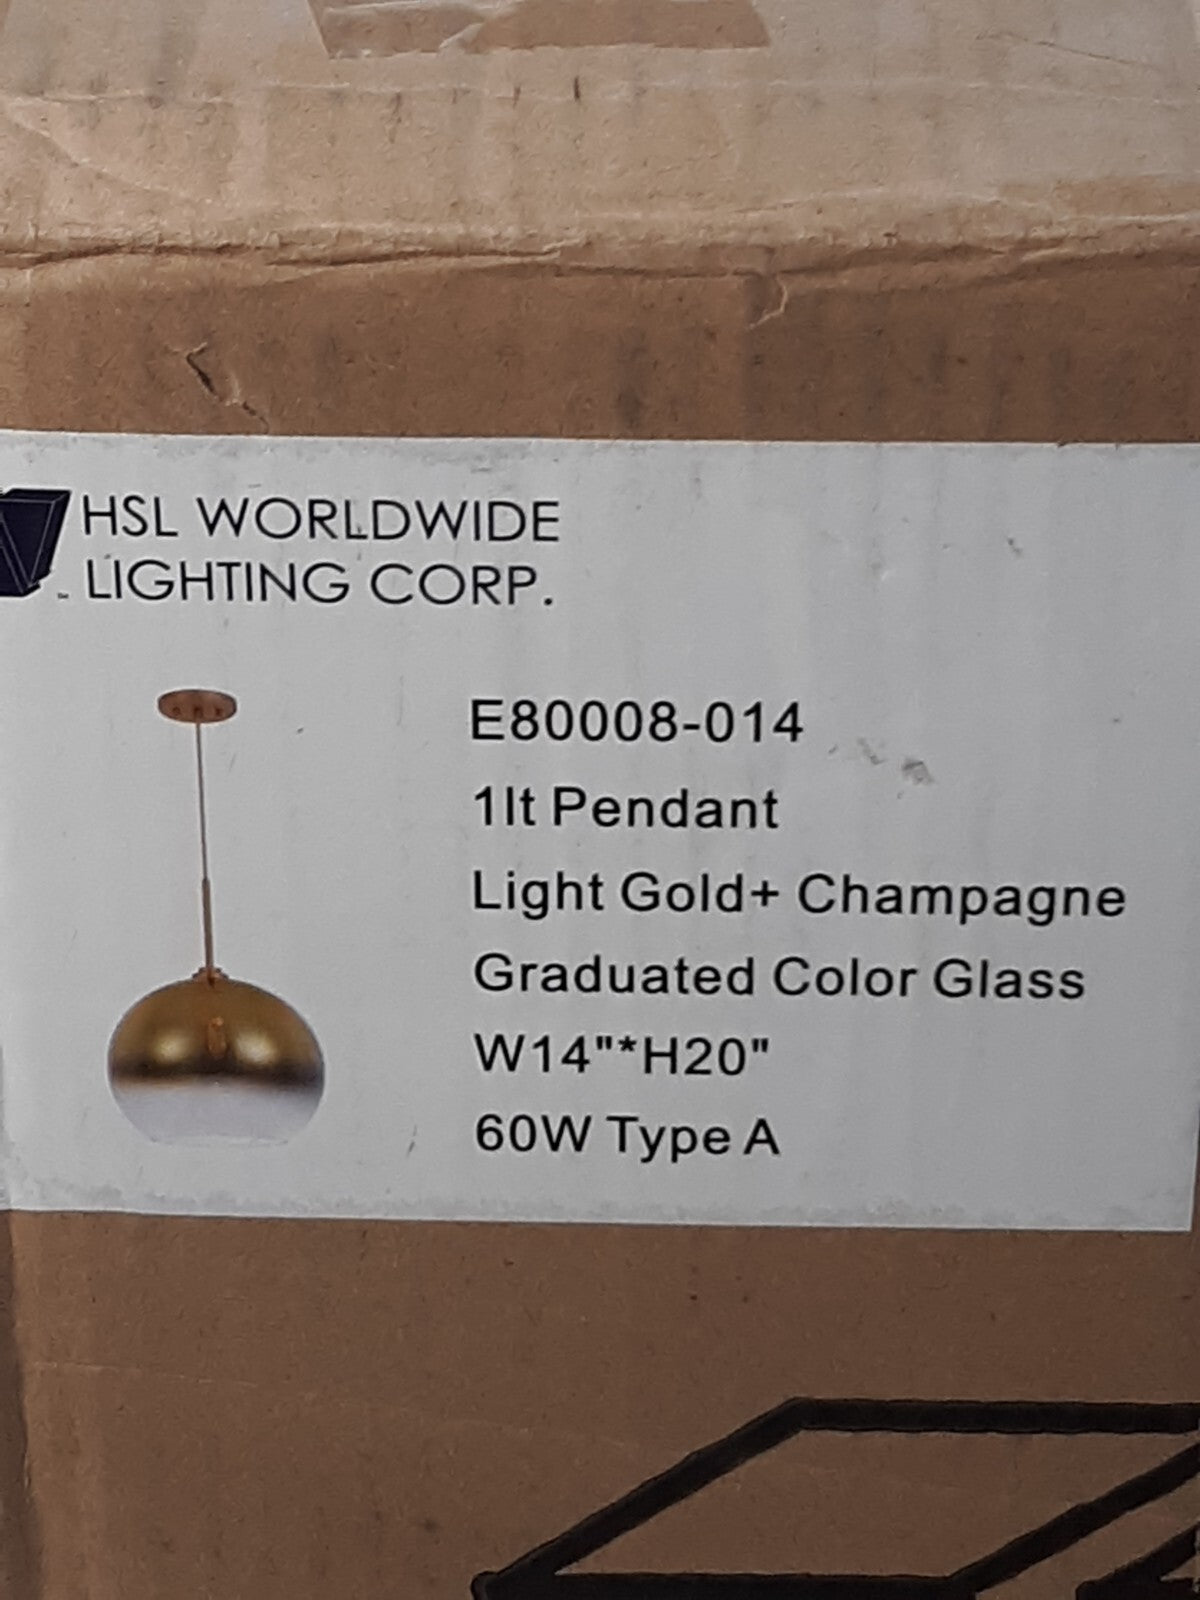 HSL WORLDWIDE
LIGHTING CORP.
E80008-014
1lt Pendant
Light Gold+ Champagne
Graduated Color Glass
W14"*H20"
60W Type A